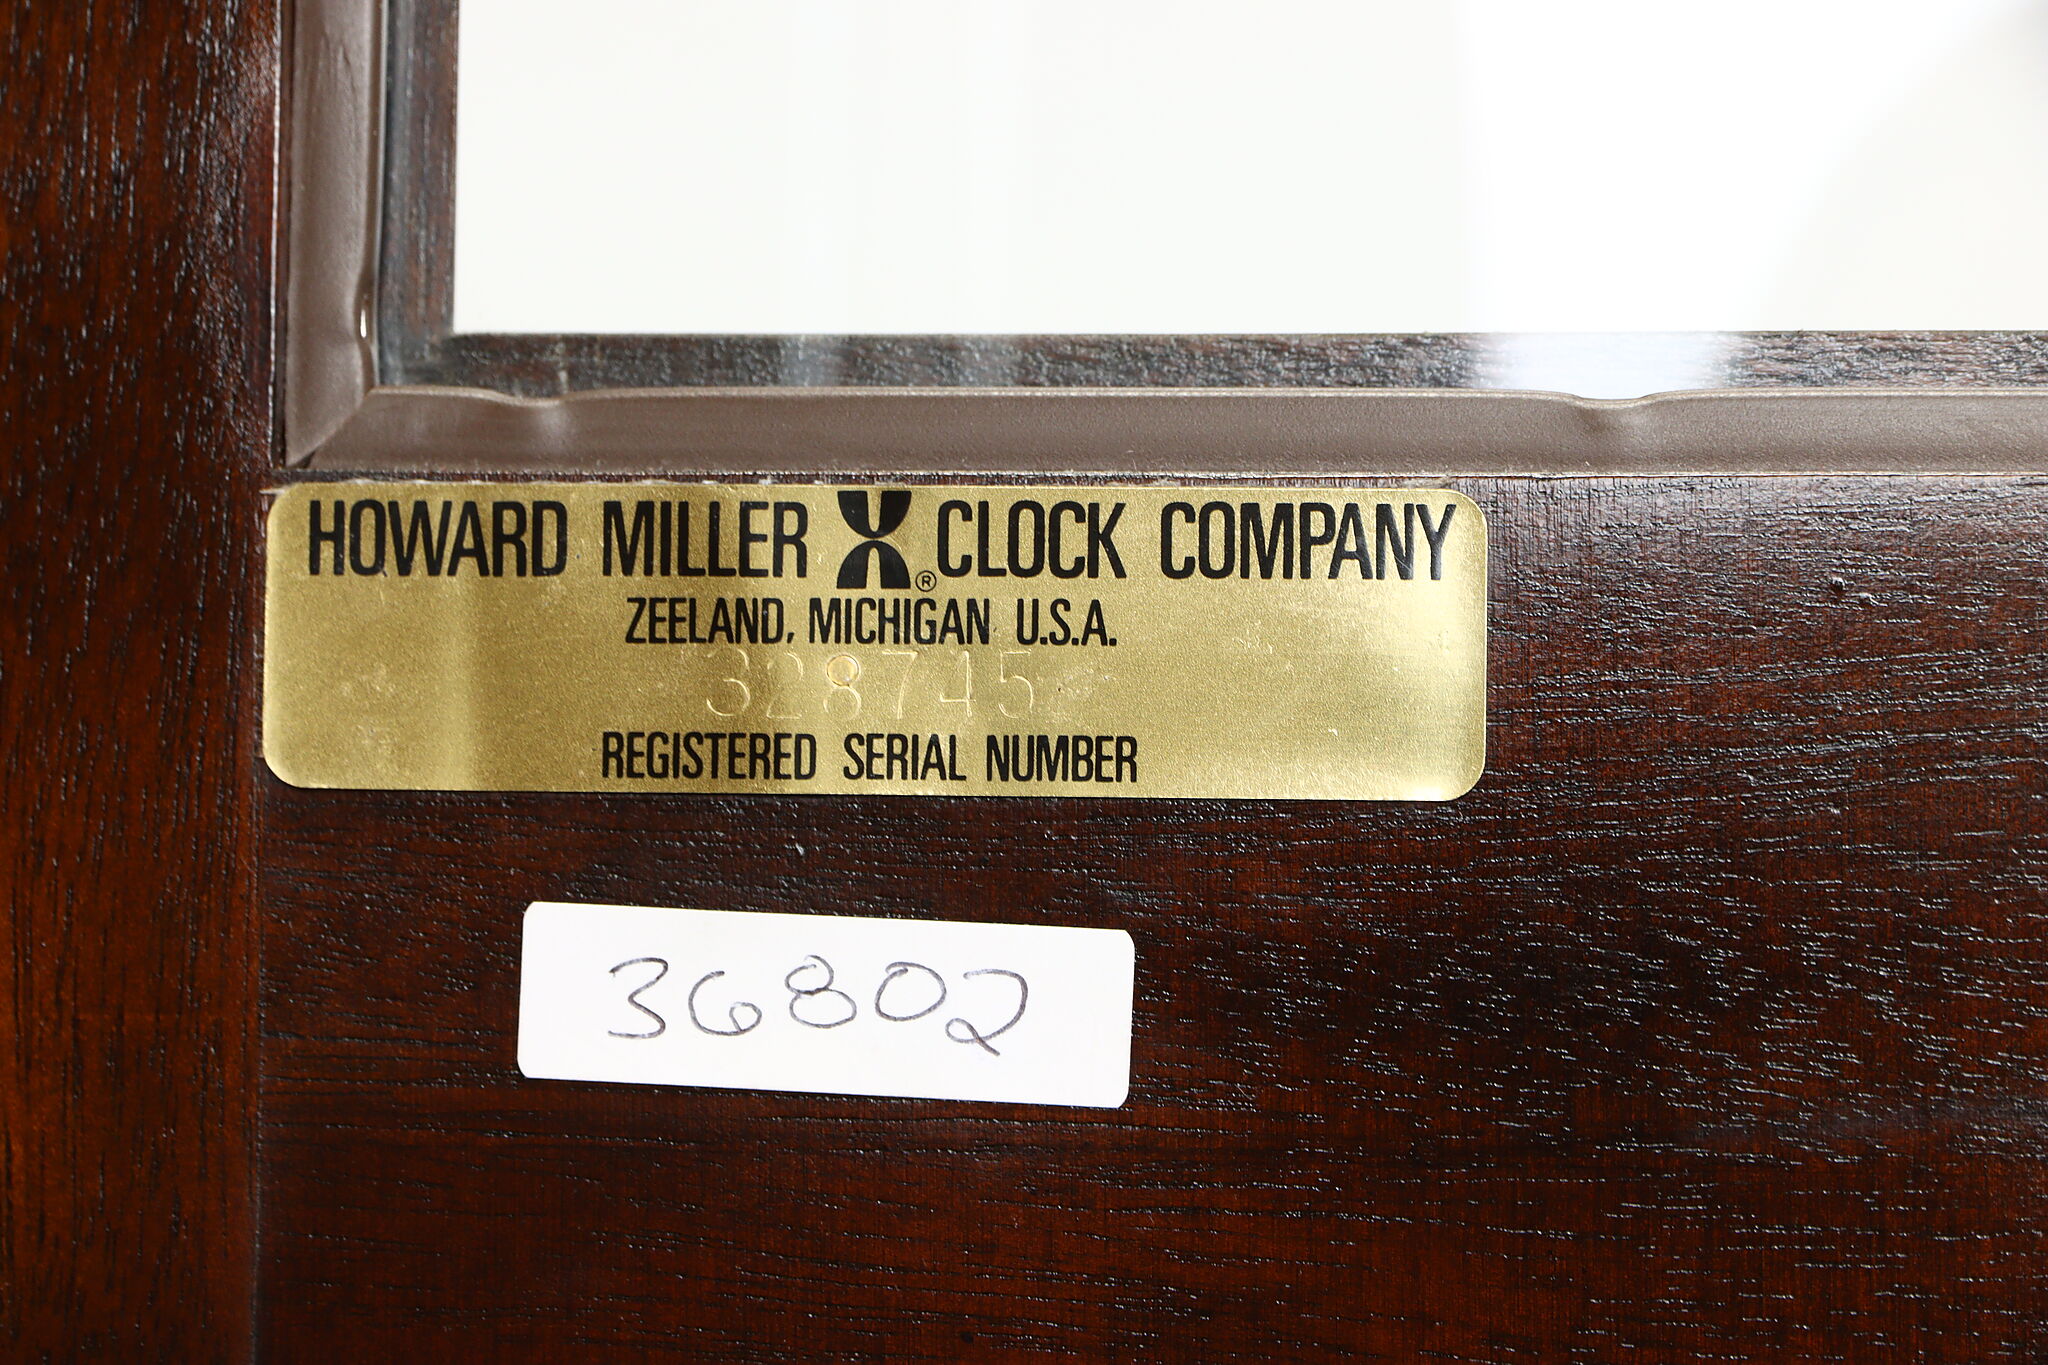 HOWARD MILLER ® CLOCK COMPANY
ZEELAND, MICHIGAN U.S.A.
328745
REGISTERED SERIAL NUMBER
36802